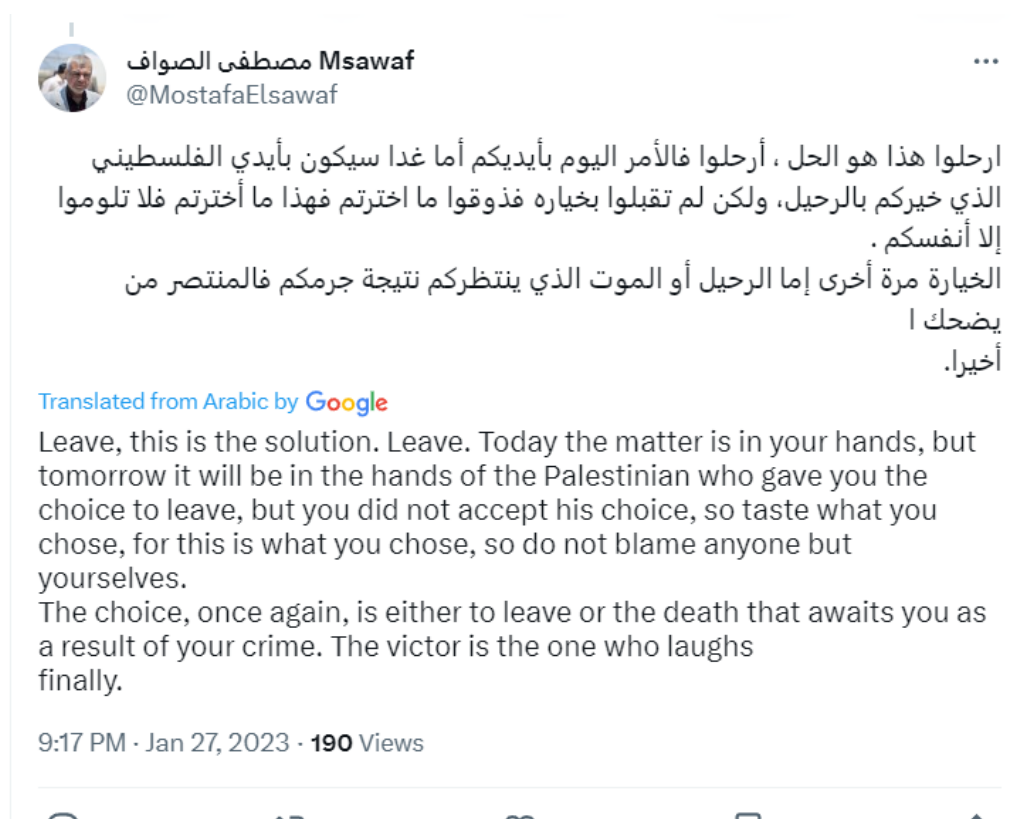 مصطفى الصواف Msawaf
@MostafaElsawaf
ارحلوا هذا هو الحل ، أرحلوا فالأمر اليوم بأيديكم أما غدا سيكون بأيدي الفلسطيني
الذي خيركم بالرحيل، ولكن لم تقبلوا بخياره فذوقوا ما اخترتم فهذا ما أخترتم فلا تلوموا
إلا أنفسكم .
الخيارة مرة أخرى إما الرحيل أو الموت الذي ينتظركم نتيجة جرمكم فالمنتصر من
يضحك ا
أخيرا.
Translated from Arabic by Google
Leave, this is the solution. Leave. Today the matter is in your hands, but
tomorrow it will be in the hands of the Palestinian who gave you the
choice to leave, but you did not accept his choice, so taste what you
chose, for this is what you chose, so do not blame anyone but
yourselves.
The choice, once again, is either to leave or the death that awaits you as
a result of your crime. The victor is the one who laughs
finally.
9:17 PM · Jan 27, 2023 · 190 Views